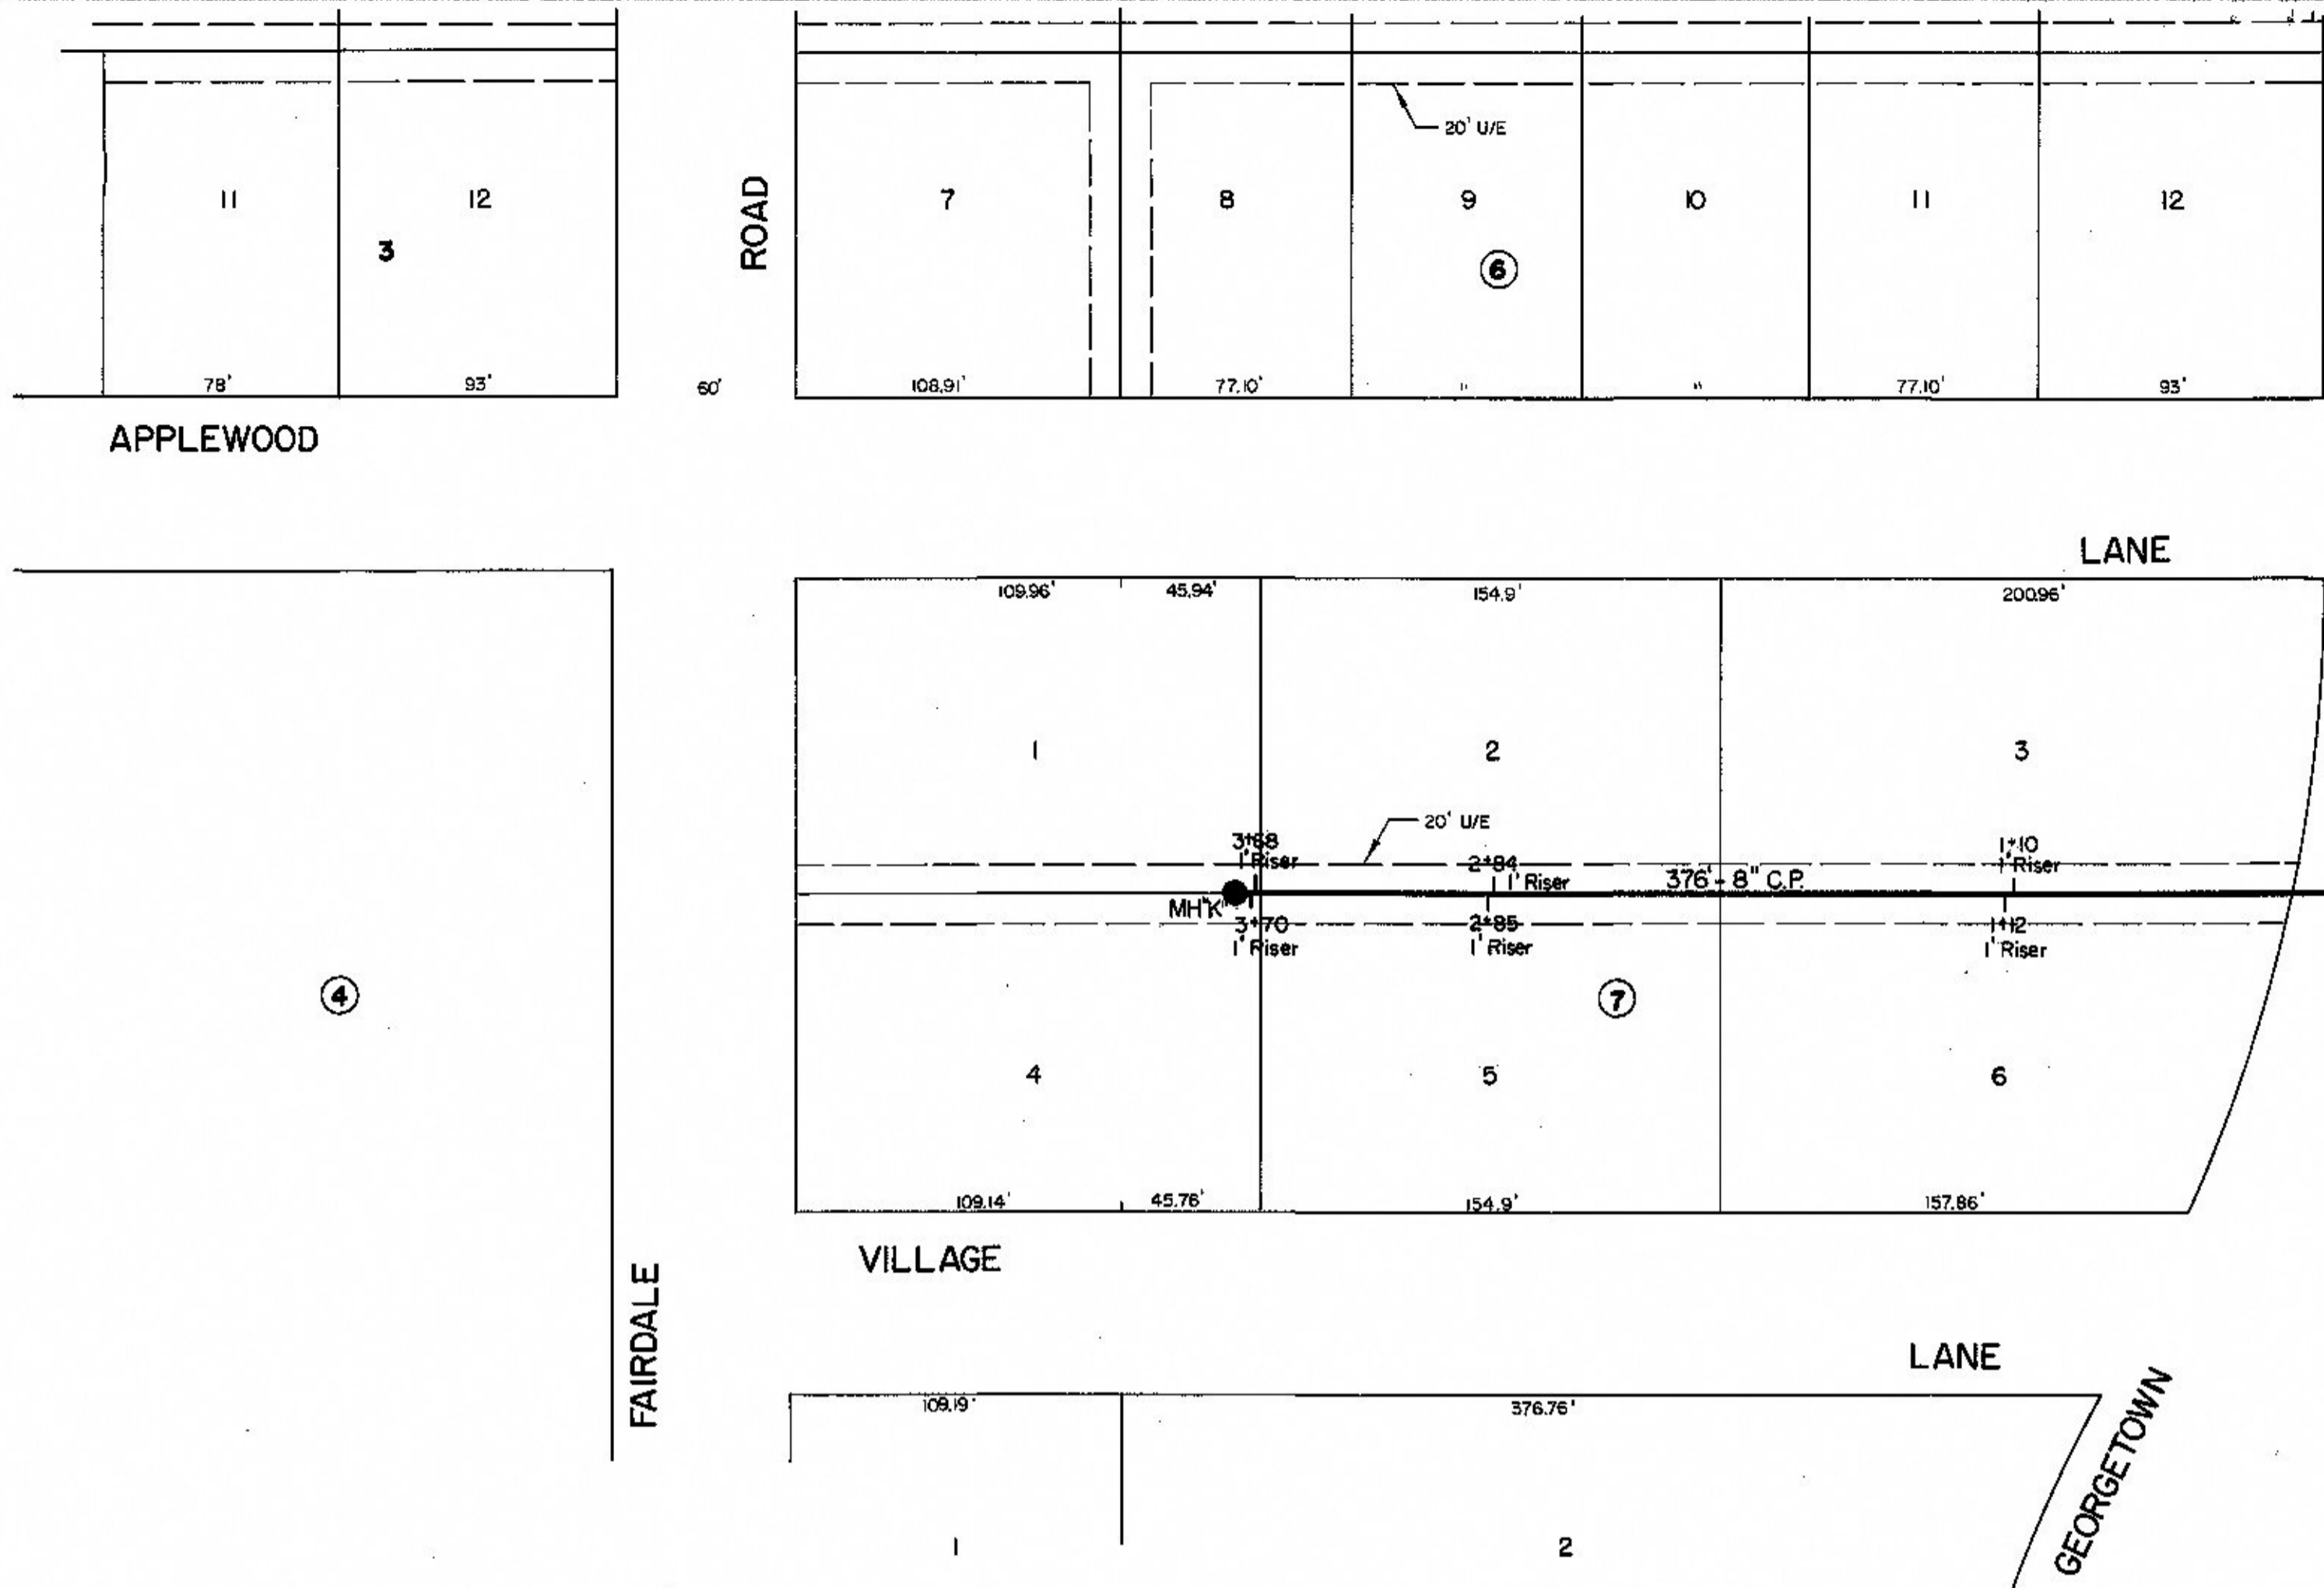 20' U/E
ROAD
11
12
7
8
9
10
11
12
3
6
78'
93'
60'
108.91'
77.10'
"
"
77.10'
93'
APPLEWOOD
LANE
109.96'
45.94'
154.9'
200.96'
1
2
3
20' U/E
3+68
1' Riser
2+84
1' Riser
376' - 8" C.P.
1+10
1' Riser
MH"K"
3+70
1' Riser
2+85
1' Riser
1+12
1' Riser
4
7
4
5
6
109.14'
45.76'
154.9'
157.86'
VILLAGE
FAIRDALE
LANE
109.19'
376.76'
GEORGETOWN
1
2